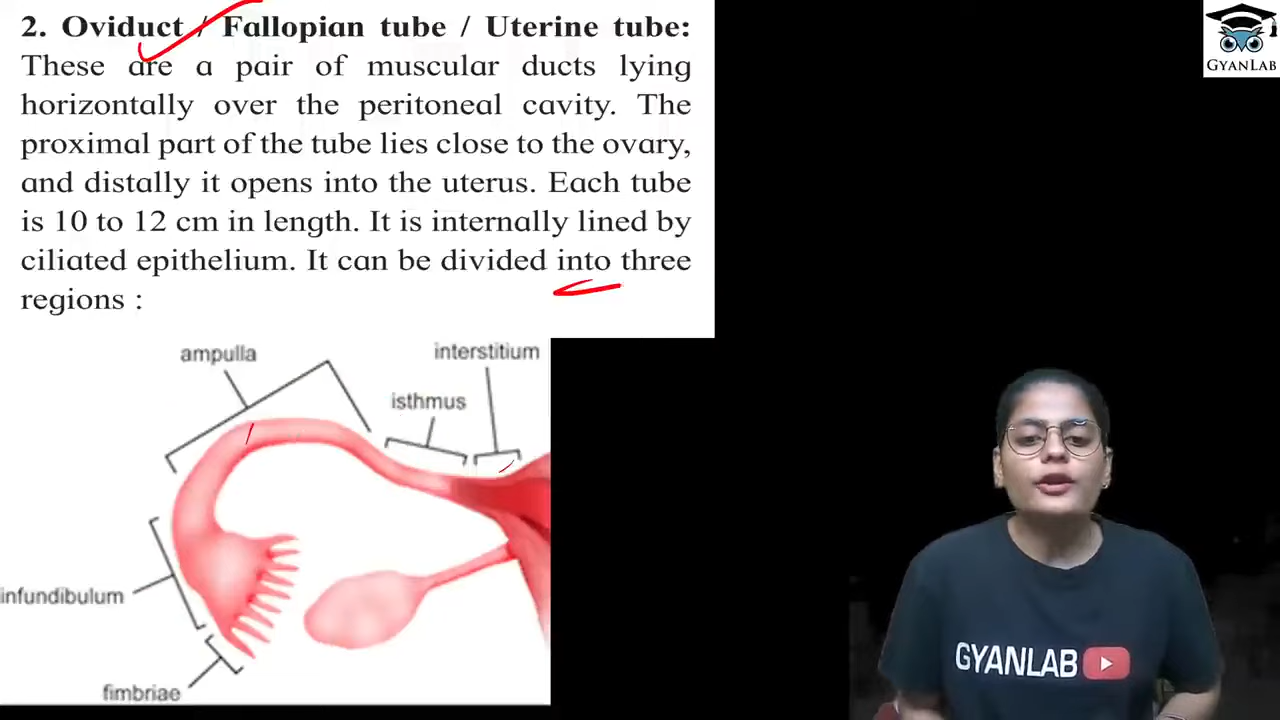 2. Oviduct / Fallopian tube / Uterine tube:
These are a pair of muscular ducts lying
horizontally over the peritoneal cavity. The
proximal part of the tube lies close to the ovary,
and distally it opens into the uterus. Each tube
is 10 to 12 cm in length. It is internally lined by
ciliated epithelium. It can be divided into three
regions :
ampulla
interstitium
isthmus
infundibulum
fimbriae
GYANLAB
GYANLAB